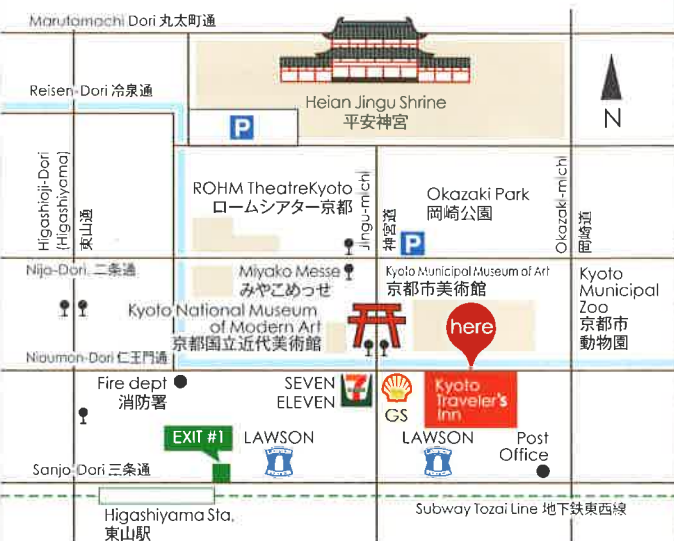 Marutamachi Dori 丸太町通
Reisen-Dori 冷泉通
Heian Jingu Shrine
平安神宮
P
N
Higashioji-Dori
(Higashiyama)
東山通
ROHM TheatreKyoto
ロームシアター京都
Jingu-michi
神宮道
Okazaki Park
岡崎公園
P
Okazaki-michi
岡崎道
Nijo-Dori 二条通
Miyako Messe
みやこめっせ
Kyoto Municipal Museum of Art
京都市美術館
Kyoto
Municipal
Zoo
京都市
動物園
Kyoto National Museum
of Modern Art
京都国立近代美術館
here
Nioumon-Dori 仁王門通
Fire dept
消防署
SEVEN
ELEVEN
7
GS
Kyoto
Traveler's
Inn
EXIT #1
LAWSON
LAWSON
Post
Office
Sanjo-Dori 三条通
Higashiyama Sta.
東山駅
Subway Tozai Line 地下鉄東西線